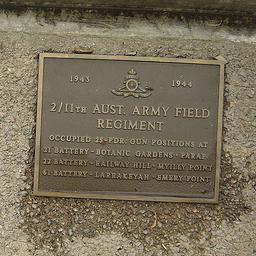 1943 1944
2/11TH AUST. ARMY FIELD
REGIMENT
OCCUPIED 25-PDR. GUN POSITIONS AT
21 BATTERY - BOTANIC GARDENS - PARAP
22 BATTERY - RAILWAY HILL - MYILLY POINT
61 BATTERY - LARRAKEYAH - EMERY POINT